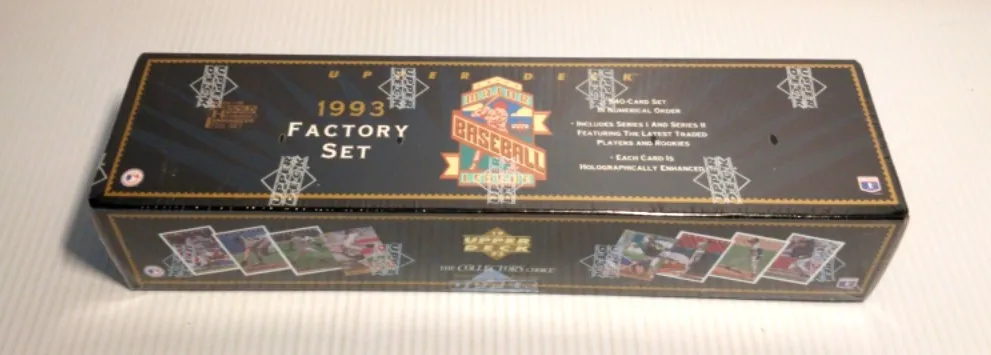 UPPER DECK
1993
FACTORY
SET
BASEBALL
840-CARD SET
IN NUMERICAL ORDER
· INCLUDES SERIES I AND SERIES II
FEATURING THE LATEST TRADED
PLAYERS AND ROOKIES
· EACH CARD IS
HOLOGRAPHICALLY ENHANCED
UPPER
DECK
THE COLLECTOR'S CHOICE